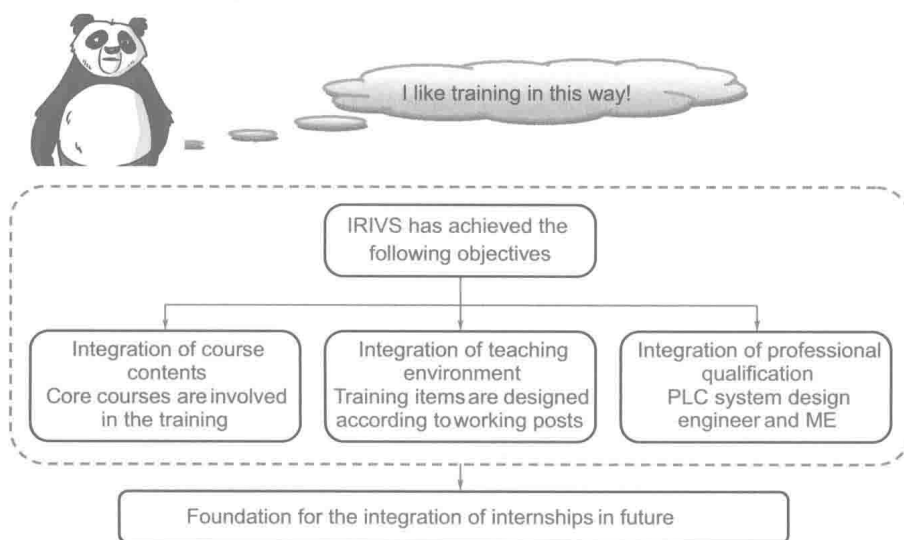 I like training in this way!
IRIVS has achieved the
following objectives
Integration of course
contents
Core courses are involved
in the training
Integration of teaching
environment
Training items are designed
according to working posts
Integration of professional
qualification
PLC system design
engineer and ME
Foundation for the integration of internships in future